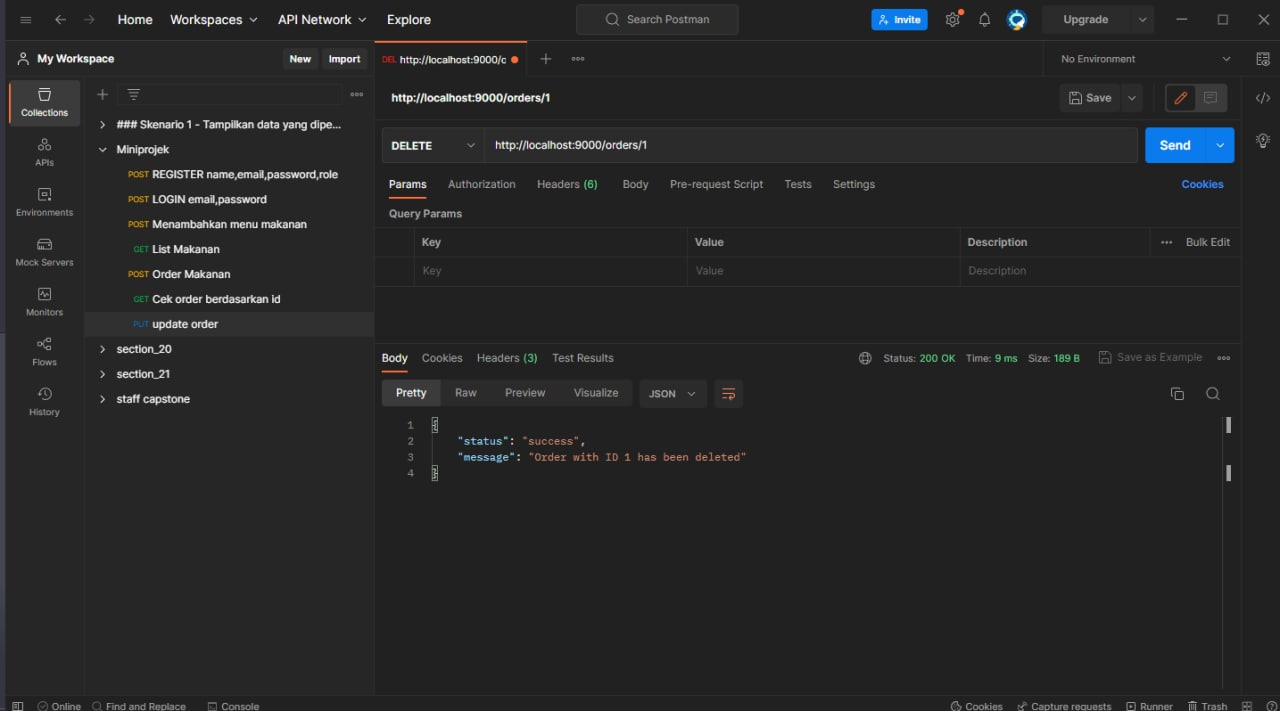 Home Workspaces API Network Explore Search Postman Invite Upgrade
My Workspace New Import DEL http://localhost:9000/c No Environment
Collections
APIs
Environments
Mock Servers
Monitors
Flows
History
### Skenario 1 - Tampilkan data yang dipe...
Miniprojek
POST REGISTER name,email,password,role
POST LOGIN email,password
POST Menambahkan menu makanan
GET List Makanan
POST Order Makanan
GET Cek order berdasarkan id
PUT update order
section_20
section_21
staff capstone
http://localhost:9000/orders/1 Save
DELETE http://localhost:9000/orders/1 Send
Params Authorization Headers (6) Body Pre-request Script Tests Settings Cookies
Query Params
Key Value Description ... Bulk Edit
Key Value Description
Body Cookies Headers (3) Test Results Status: 200 OK Time: 9 ms Size: 189 B Save as Example
Pretty Raw Preview Visualize JSON
1 {
2 "status": "success",
3 "message": "Order with ID 1 has been deleted"
4 }
Online Find and Replace Console Cookies Capture requests Runner Trash